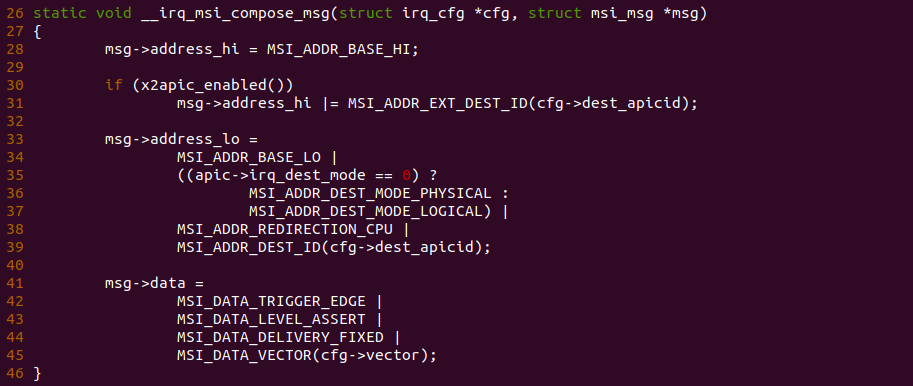 26 static void __irq_msi_compose_msg(struct irq_cfg *cfg, struct msi_msg *msg)
27 {
28         msg->address_hi = MSI_ADDR_BASE_HI;
29
30         if (x2apic_enabled())
31                 msg->address_hi |= MSI_ADDR_EXT_DEST_ID(cfg->dest_apicid);
32
33         msg->address_lo =
34                 MSI_ADDR_BASE_LO |
35                 ((apic->irq_dest_mode == 0) ?
36                         MSI_ADDR_DEST_MODE_PHYSICAL :
37                         MSI_ADDR_DEST_MODE_LOGICAL) |
38                 MSI_ADDR_REDIRECTION_CPU |
39                 MSI_ADDR_DEST_ID(cfg->dest_apicid);
40
41         msg->data =
42                 MSI_DATA_TRIGGER_EDGE |
43                 MSI_DATA_LEVEL_ASSERT |
44                 MSI_DATA_DELIVERY_FIXED |
45                 MSI_DATA_VECTOR(cfg->vector);
46 }